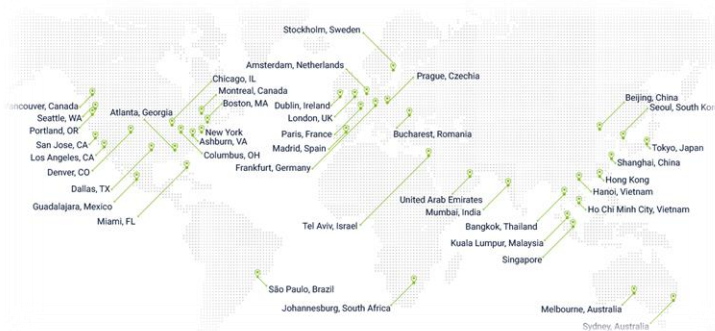 Stockholm, Sweden
Amsterdam, Netherlands
Prague, Czechia
Chicago, IL
Montreal, Canada
Boston, MA
Dublin, Ireland
London, UK
Beijing, China
Seoul, South Kor
ncouver, Canada
Seattle, WA
Portland, OR
Atlanta, Georgia
New York
Ashburn, VA
Columbus, OH
Paris, France
Madrid, Spain
Frankfurt, Germany
Bucharest, Romania
San Jose, CA
Los Angeles, CA
Denver, CO
Dallas, TX
Guadalajara, Mexico
Miami, FL
Tokyo, Japan
Shanghai, China
Hong Kong
Hanoi, Vietnam
Ho Chi Minh City, Vietnam
United Arab Emirates
Mumbai, India
Tel Aviv, Israel
Bangkok, Thailand
Kuala Lumpur, Malaysia
Singapore
São Paulo, Brazil
Johannesburg, South Africa
Melbourne, Australia
Sydney, Australia